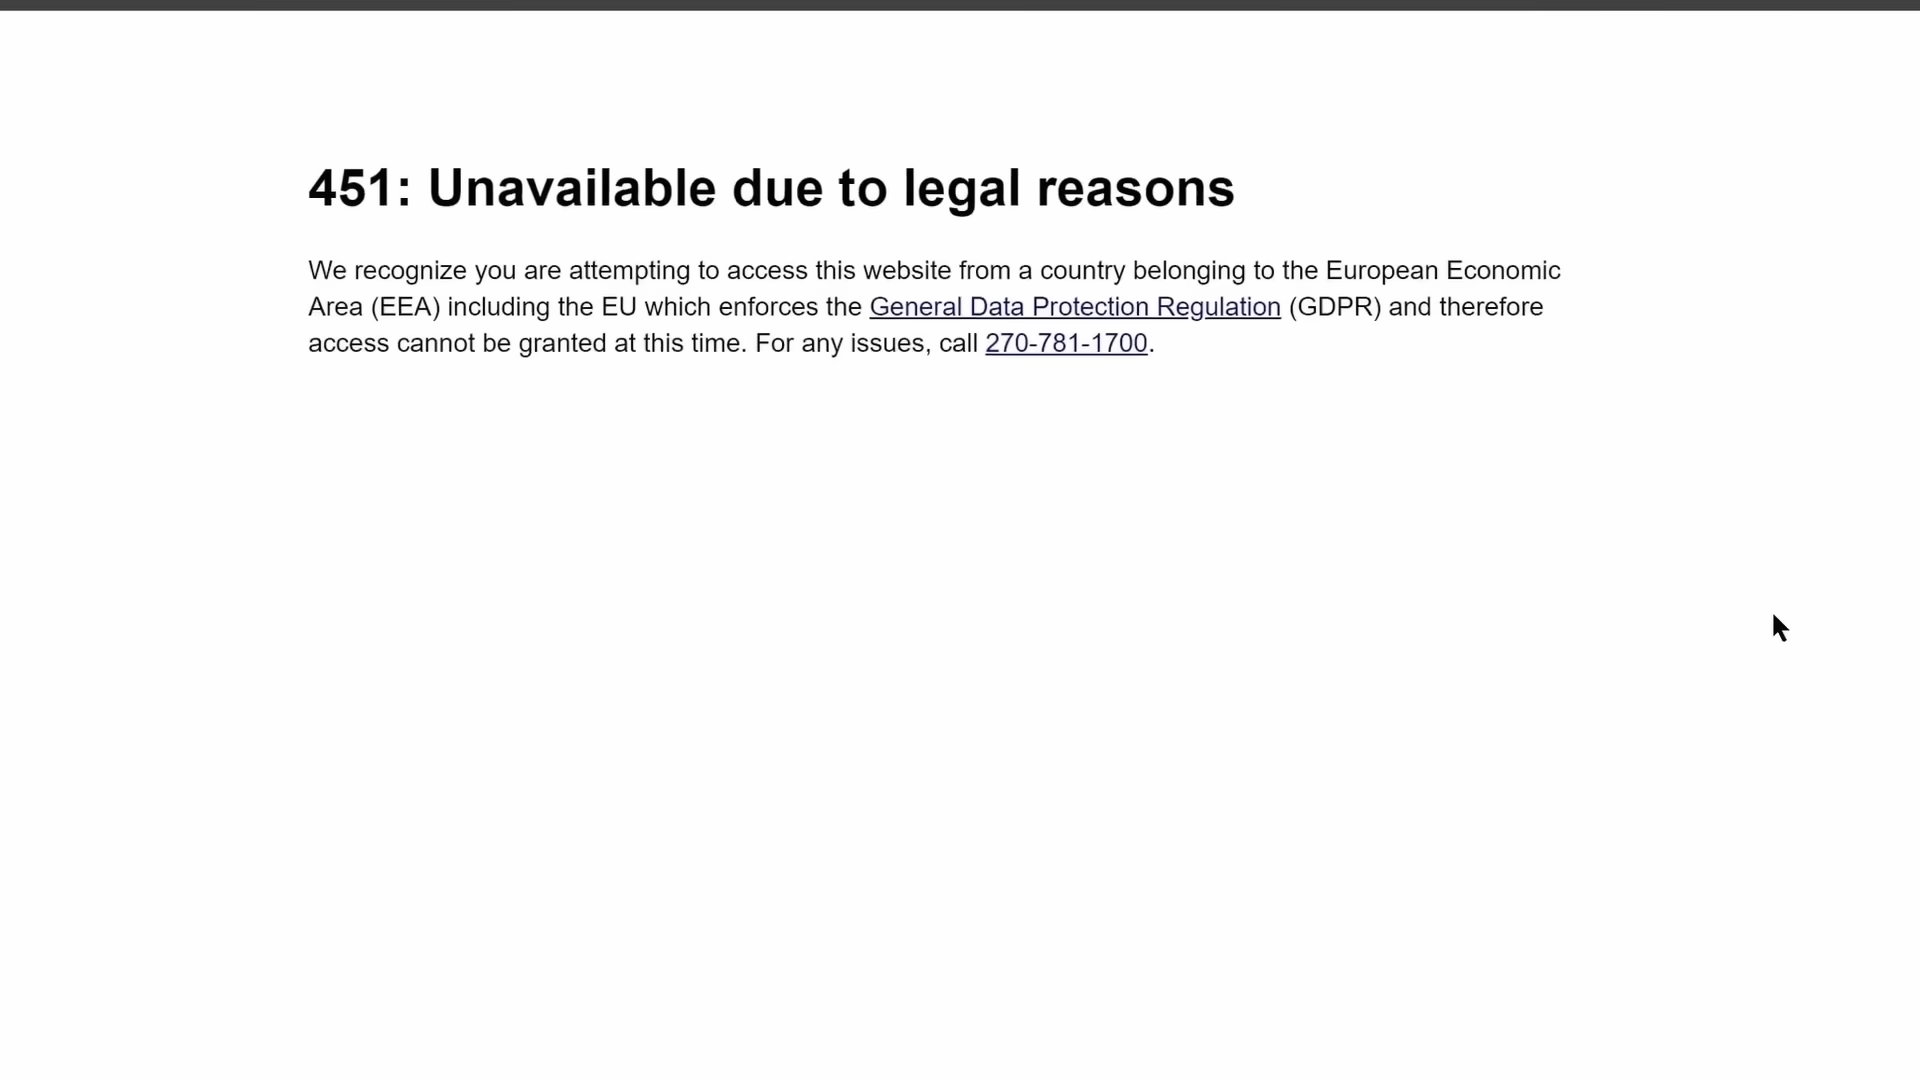 451: Unavailable due to legal reasons
We recognize you are attempting to access this website from a country belonging to the European Economic
Area (EEA) including the EU which enforces the General Data Protection Regulation (GDPR) and therefore
access cannot be granted at this time. For any issues, call 270-781-1700.